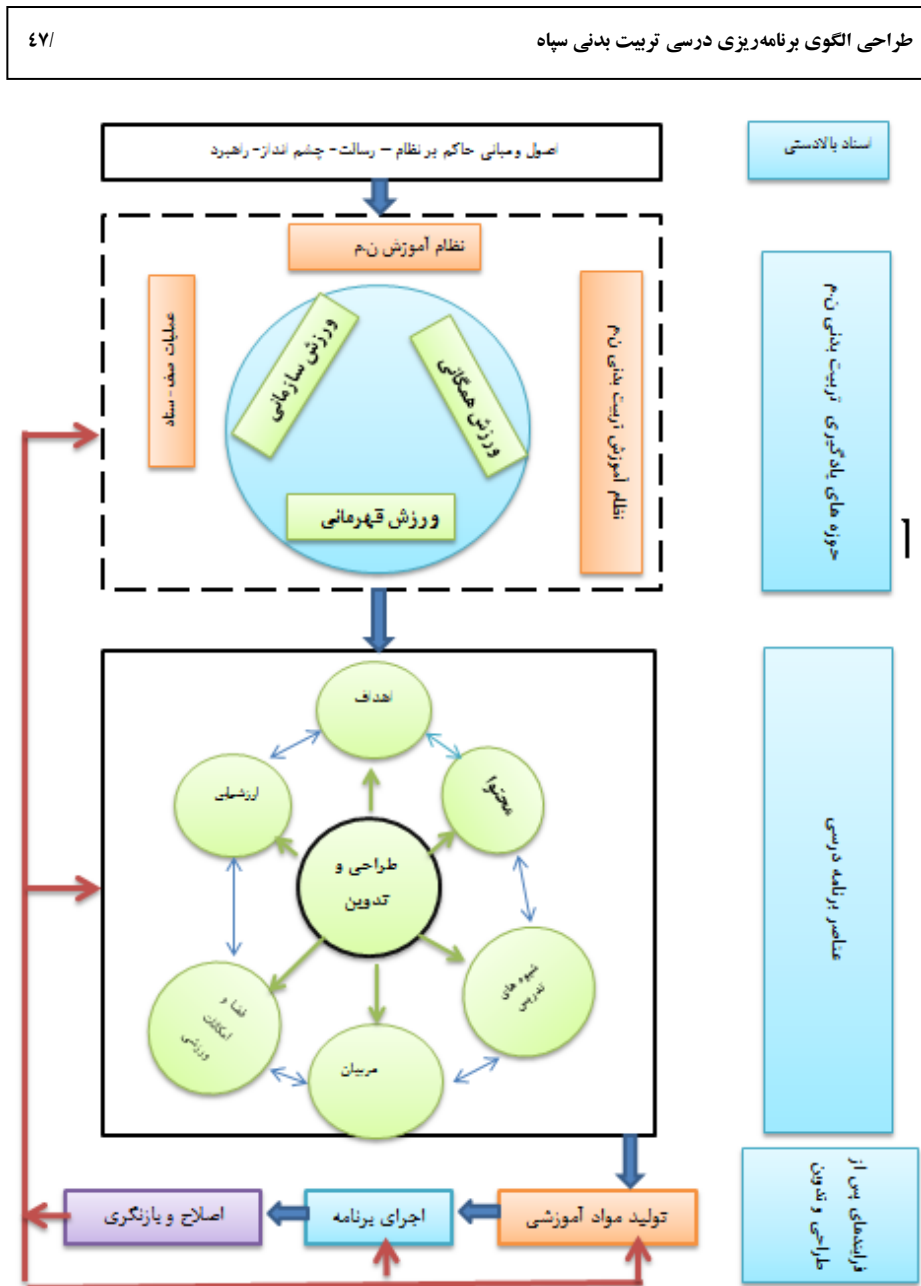 طراحی الگوی برنامه‌ریزی درسی تربیت بدنی سپاه
/٤٧
اسناد بالادستی
اصول ومبانی حاکم بر نظام – رسالت- چشم انداز- راهبرد
حوزه های یادگیری تربیت بدنی ن.م
نظام آموزش ن.م
نظام آموزش تربیت بدنی ن.م
عملیات صف - ستاد
ورزش همگانی
ورزش سازمانی
ورزش قهرمانی
عناصر برنامه درسی
اهداف
محتوا
ارزشیابی
طراحی و
تدوین
شیوه های
تدریس
فضا و
امکانات
ورزشی
مربیان
فرایندهای پس از
طراحی و تدوین
تولید مواد آموزشی
اجرای برنامه
اصلاح و بازنگری